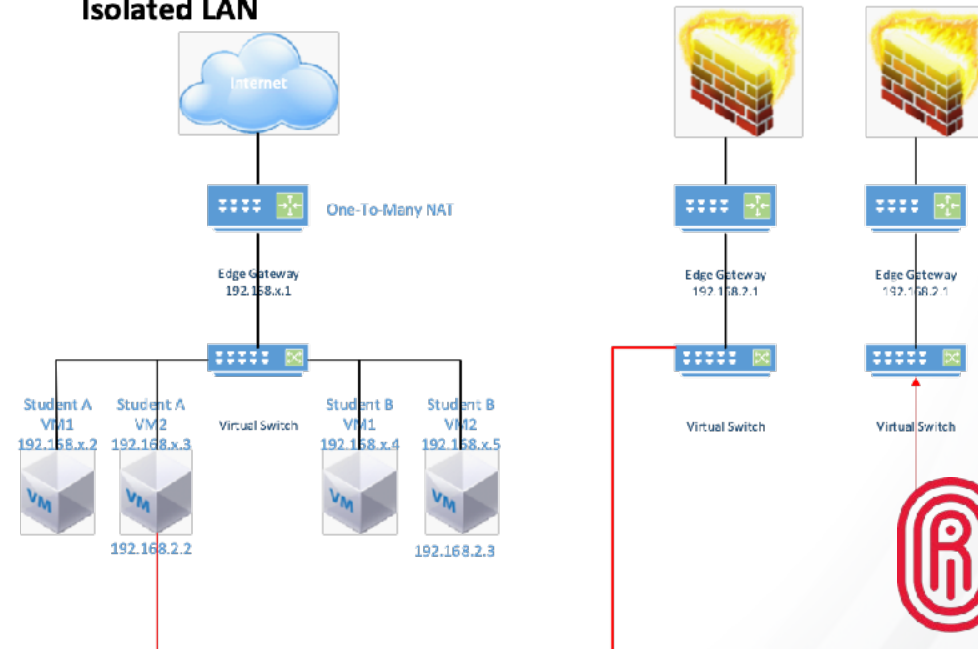 Isolated LAN
Internet
One-To-Many NAT
Edge Gateway
192.168.x.1
Edge Gateway
192.168.2.1
Edge Gateway
192.168.2.1
Student A
VM1
192.168.x.2
Student A
VM2
192.168.x.3
Virtual Switch
Student B
VM1
192.168.x.4
Student B
VM2
192.168.x.5
Virtual Switch
Virtual Switch
VM
VM
VM
VM
192.168.2.2
192.168.2.3